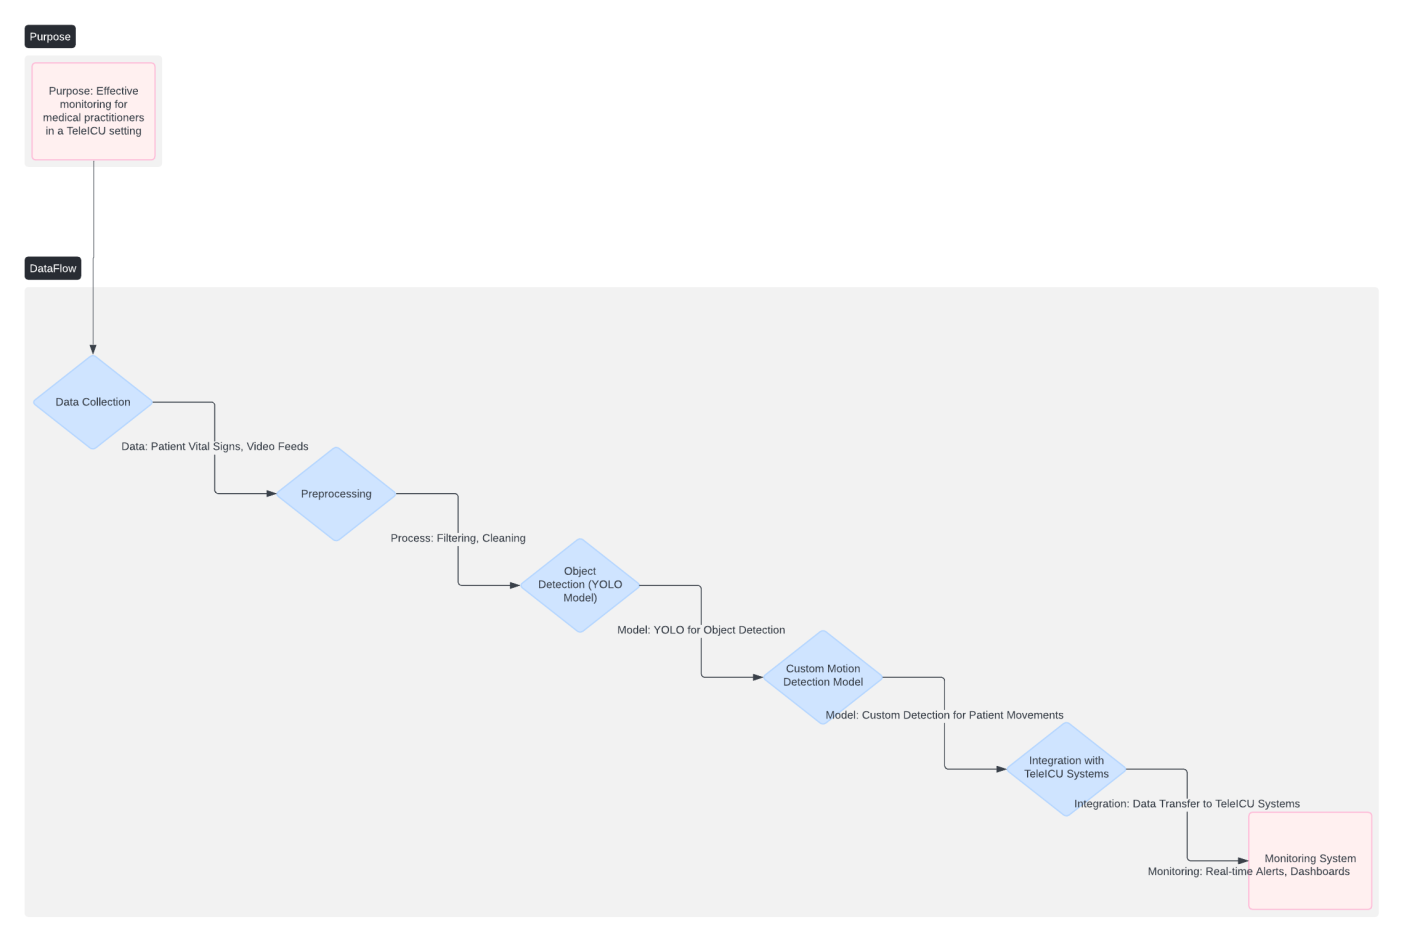 Purpose
Purpose: Effective
monitoring for
medical practitioners
in a TeleICU setting
DataFlow
Data Collection
Data: Patient Vital Signs, Video Feeds
Preprocessing
Process: Filtering, Cleaning
Object
Detection (YOLO
Model)
Model: YOLO for Object Detection
Custom Motion
Detection Model
Model: Custom Detection for Patient Movements
Integration with
TeleICU Systems
Integration: Data Transfer to TeleICU Systems
Monitoring System
Monitoring: Real-time Alerts, Dashboards